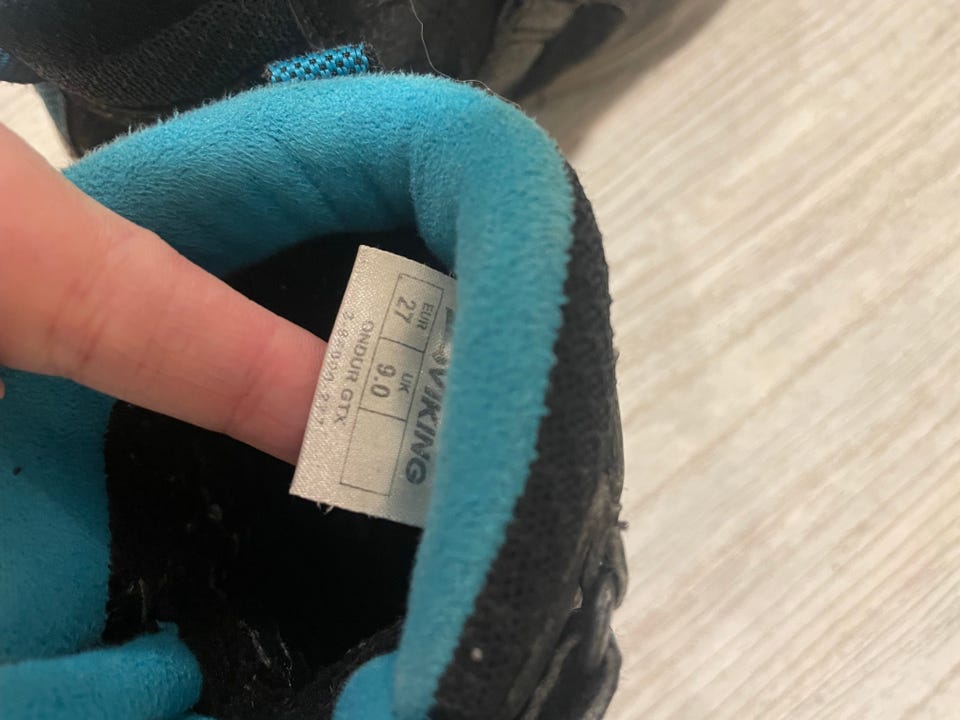 VIKING
EUR UK
27 9.0
ONDUR GTX